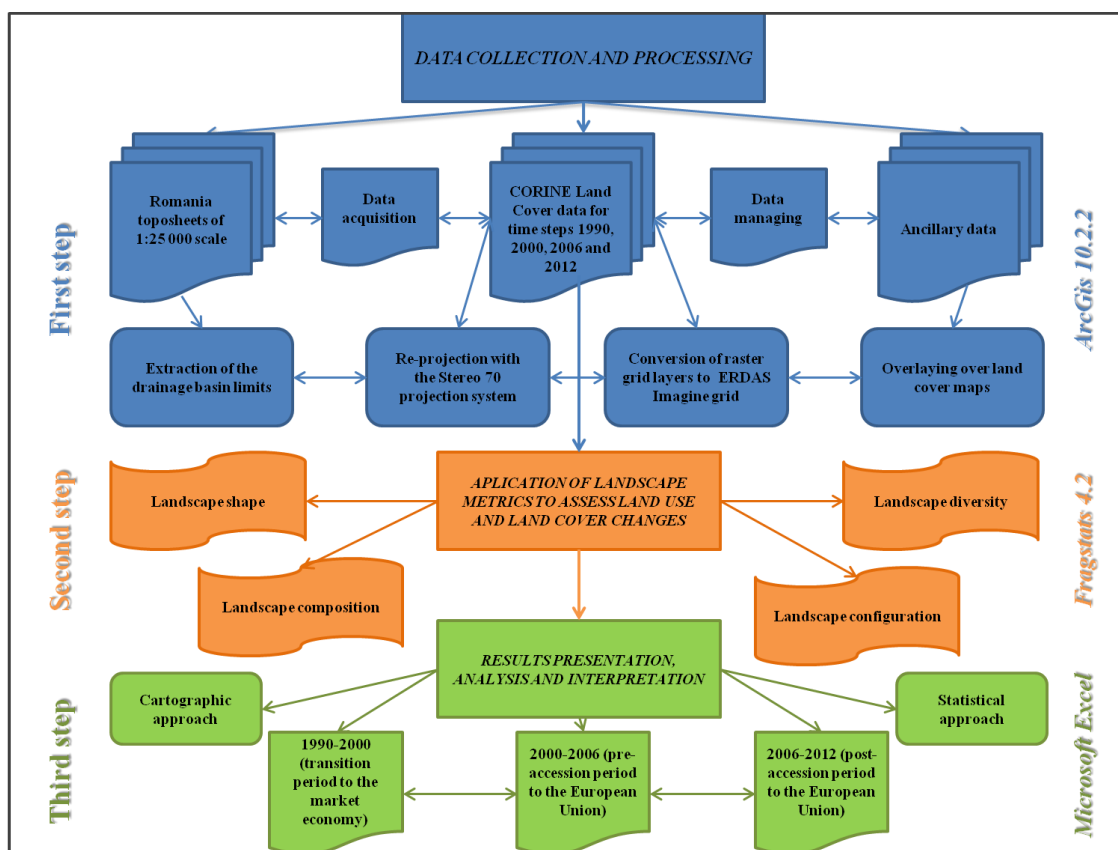 DATA COLLECTION AND PROCESSING
First step
Romania
toposheets of
1:25 000 scale
Data
acquisition
CORINE Land
Cover data for
time steps 1990,
2000, 2006 and
2012
Data
managing
Ancillary data
ArcGis 10.2.2
Extraction of the
drainage basin limits
Re-projection with
the Stereo 70
projection system
Conversion of raster
grid layers to ERDAS
Imagine grid
Overlaying over land
cover maps
Second step
Landscape shape
APLICATION OF LANDSCAPE
METRICS TO ASSESS LAND USE
AND LAND COVER CHANGES
Landscape diversity
Fragstats 4.2
Landscape composition
Landscape configuration
Third step
RESULTS PRESENTATION,
ANALYSIS AND INTERPRETATION
Cartographic
approach
Statistical
approach
Microsoft Excel
1990-2000
(transition
period to the
market
economy)
2000-2006 (pre-
accession period
to the European
Union)
2006-2012 (post-
accession period
to the European
Union)